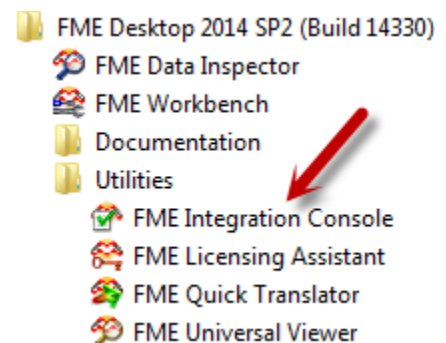 FME Desktop 2014 SP2 (Build 14330)
FME Data Inspector
FME Workbench
Documentation
Utilities
FME Integration Console
FME Licensing Assistant
FME Quick Translator
FME Universal Viewer